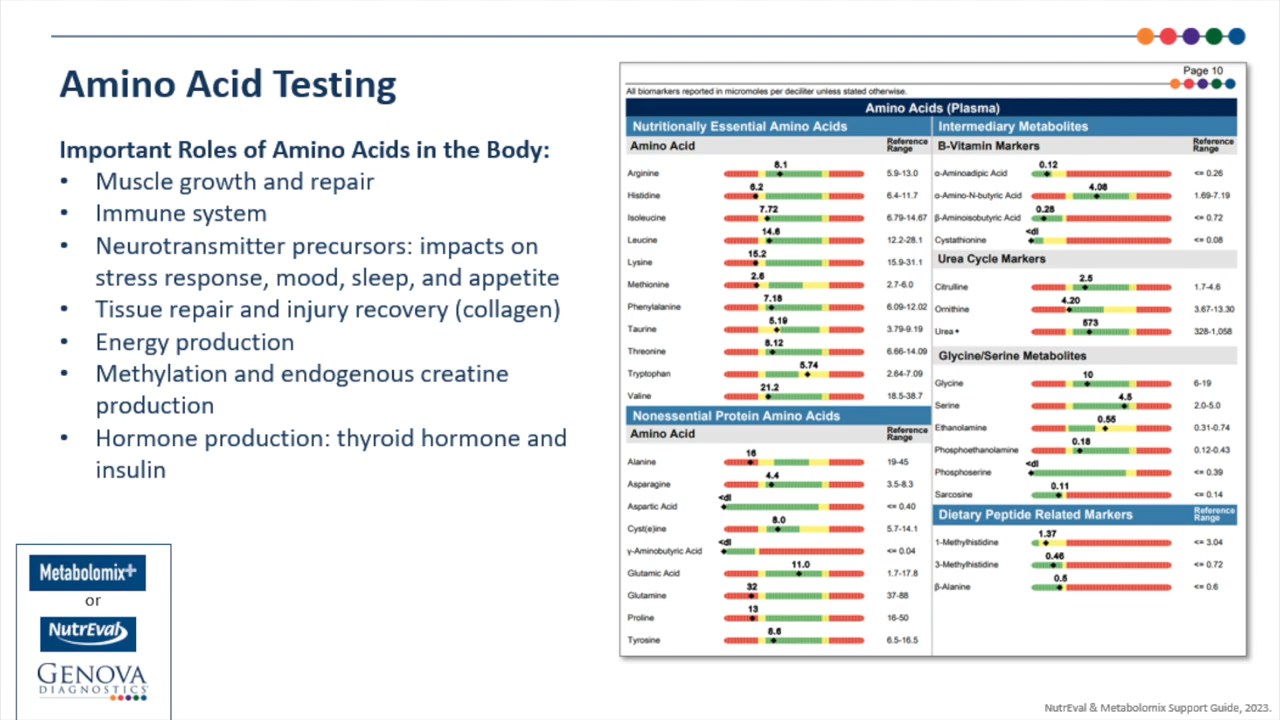 Amino Acid Testing
Important Roles of Amino Acids in the Body:
• Muscle growth and repair
• Immune system
• Neurotransmitter precursors: impacts on
stress response, mood, sleep, and appetite
• Tissue repair and injury recovery (collagen)
• Energy production
• Methylation and endogenous creatine
production
• Hormone production: thyroid hormone and
insulin
Metabolomix+
or
NutrEval
GENOVA
DIAGNOSTICS
Page 10
All biomarkers reported in micromoles per deciliter unless stated otherwise.
Amino Acids (Plasma)
Nutritionally Essential Amino Acids
Amino Acid Reference Range
Arginine 8.1 5.9-13.0
Histidine 6.2 6.4-11.7
Isoleucine 7.72 6.79-14.67
Leucine 14.6 12.2-28.1
Lysine 15.2 15.9-31.1
Methionine 2.6 2.7-6.0
Phenylalanine 7.18 6.09-12.02
Taurine 5.19 3.79-9.19
Threonine 8.12 6.66-14.09
Tryptophan 5.74 2.64-7.09
Valine 21.2 18.5-38.7
Nonessential Protein Amino Acids
Amino Acid Reference Range
Alanine 16 19-45
Asparagine 4.4 3.5-8.3
Aspartic Acid <dl <= 0.40
Cyst(e)ine 8.0 5.7-14.1
γ-Aminobutyric Acid <dl <= 0.04
Glutamic Acid 11.0 1.7-17.8
Glutamine 32 37-88
Proline 13 16-50
Tyrosine 8.6 6.5-16.5
Intermediary Metabolites
B-Vitamin Markers Reference Range
α-Aminoadipic Acid 0.12 <= 0.26
α-Amino-N-butyric Acid 4.08 1.69-7.19
β-Aminoisobutyric Acid 0.28 <= 0.72
Cystathionine <dl <= 0.08
Urea Cycle Markers
Citrulline 2.5 1.7-4.6
Ornithine 4.20 3.67-13.30
Urea 573 328-1,058
Glycine/Serine Metabolites
Glycine 10 6-19
Serine 4.5 2.0-5.0
Ethanolamine 0.55 0.31-0.74
Phosphoethanolamine 0.18 0.12-0.43
Phosphoserine <dl <= 0.39
Sarcosine 0.11 <= 0.14
Dietary Peptide Related Markers Reference Range
1-Methylhistidine 1.37 <= 3.04
3-Methylhistidine 0.46 <= 0.72
β-Alanine 0.5 <= 0.6
NutrEval & Metabolomix Support Guide, 2023.